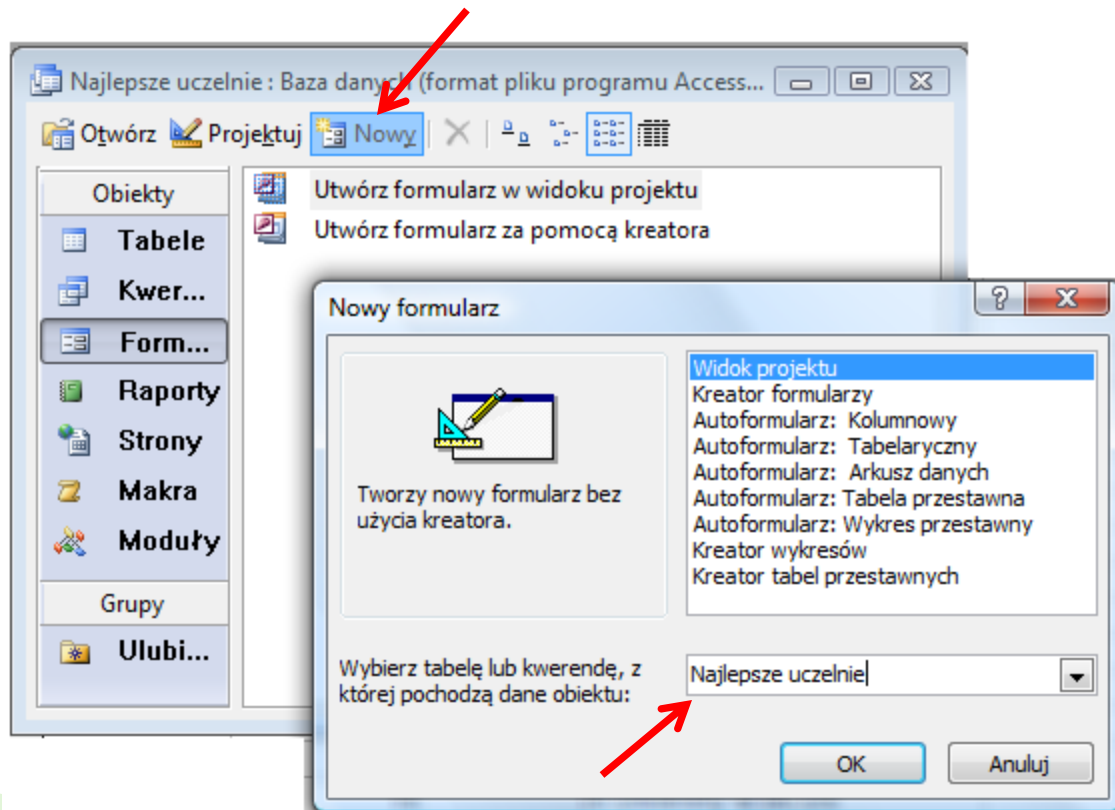 Najlepsze uczelnie : Baza danych (format pliku programu Access...
Otwórz Projektuj Nowy
Obiekty
Tabele
Kwer...
Form...
Raporty
Strony
Makra
Moduły
Grupy
Ulubi...
Utwórz formularz w widoku projektu
Utwórz formularz za pomocą kreatora
Nowy formularz
Tworzy nowy formularz bez
użycia kreatora.
Widok projektu
Kreator formularzy
Autoformularz: Kolumnowy
Autoformularz: Tabelaryczny
Autoformularz: Arkusz danych
Autoformularz: Tabela przestawna
Autoformularz: Wykres przestawny
Kreator wykresów
Kreator tabel przestawnych
Wybierz tabelę lub kwerendę, z
której pochodzą dane obiektu:
Najlepsze uczelnie
OK Anuluj